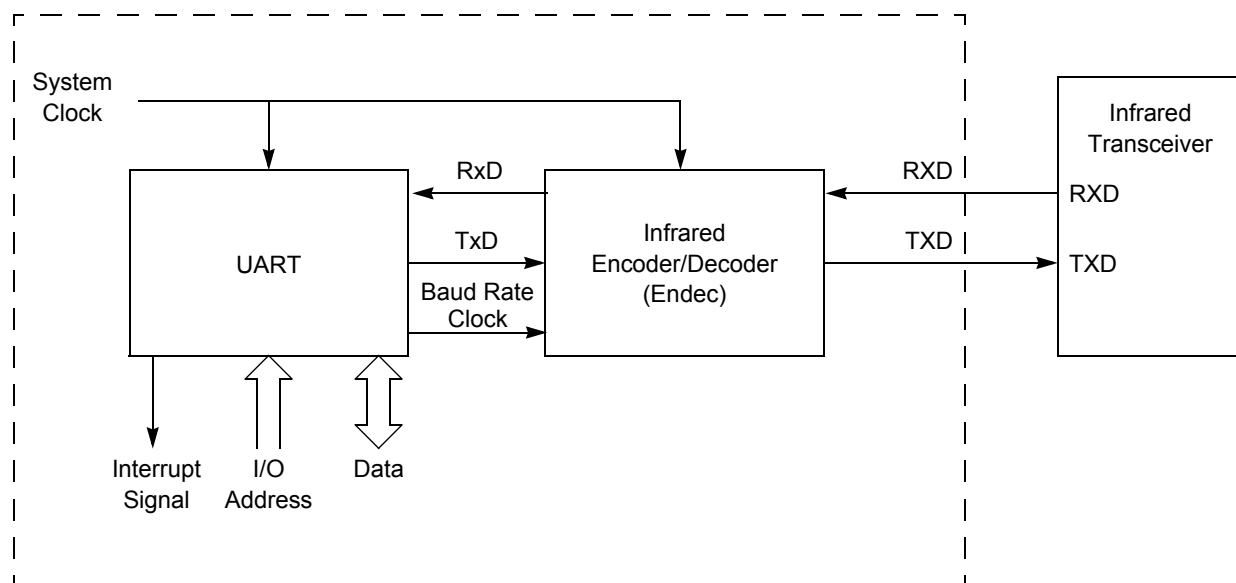 System
Clock
Infrared
Transceiver
RxD
RXD
RXD
UART
TxD
Infrared
Encoder/Decoder
(Endec)
TXD
TXD
Baud Rate
Clock
Interrupt
Signal
I/O
Address
Data